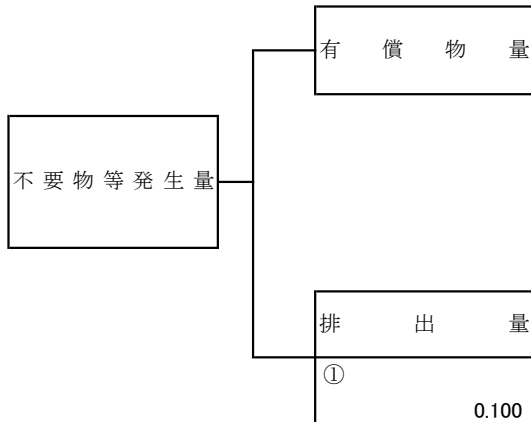 有償物量
不要物等発生量
排出量
①
0.100